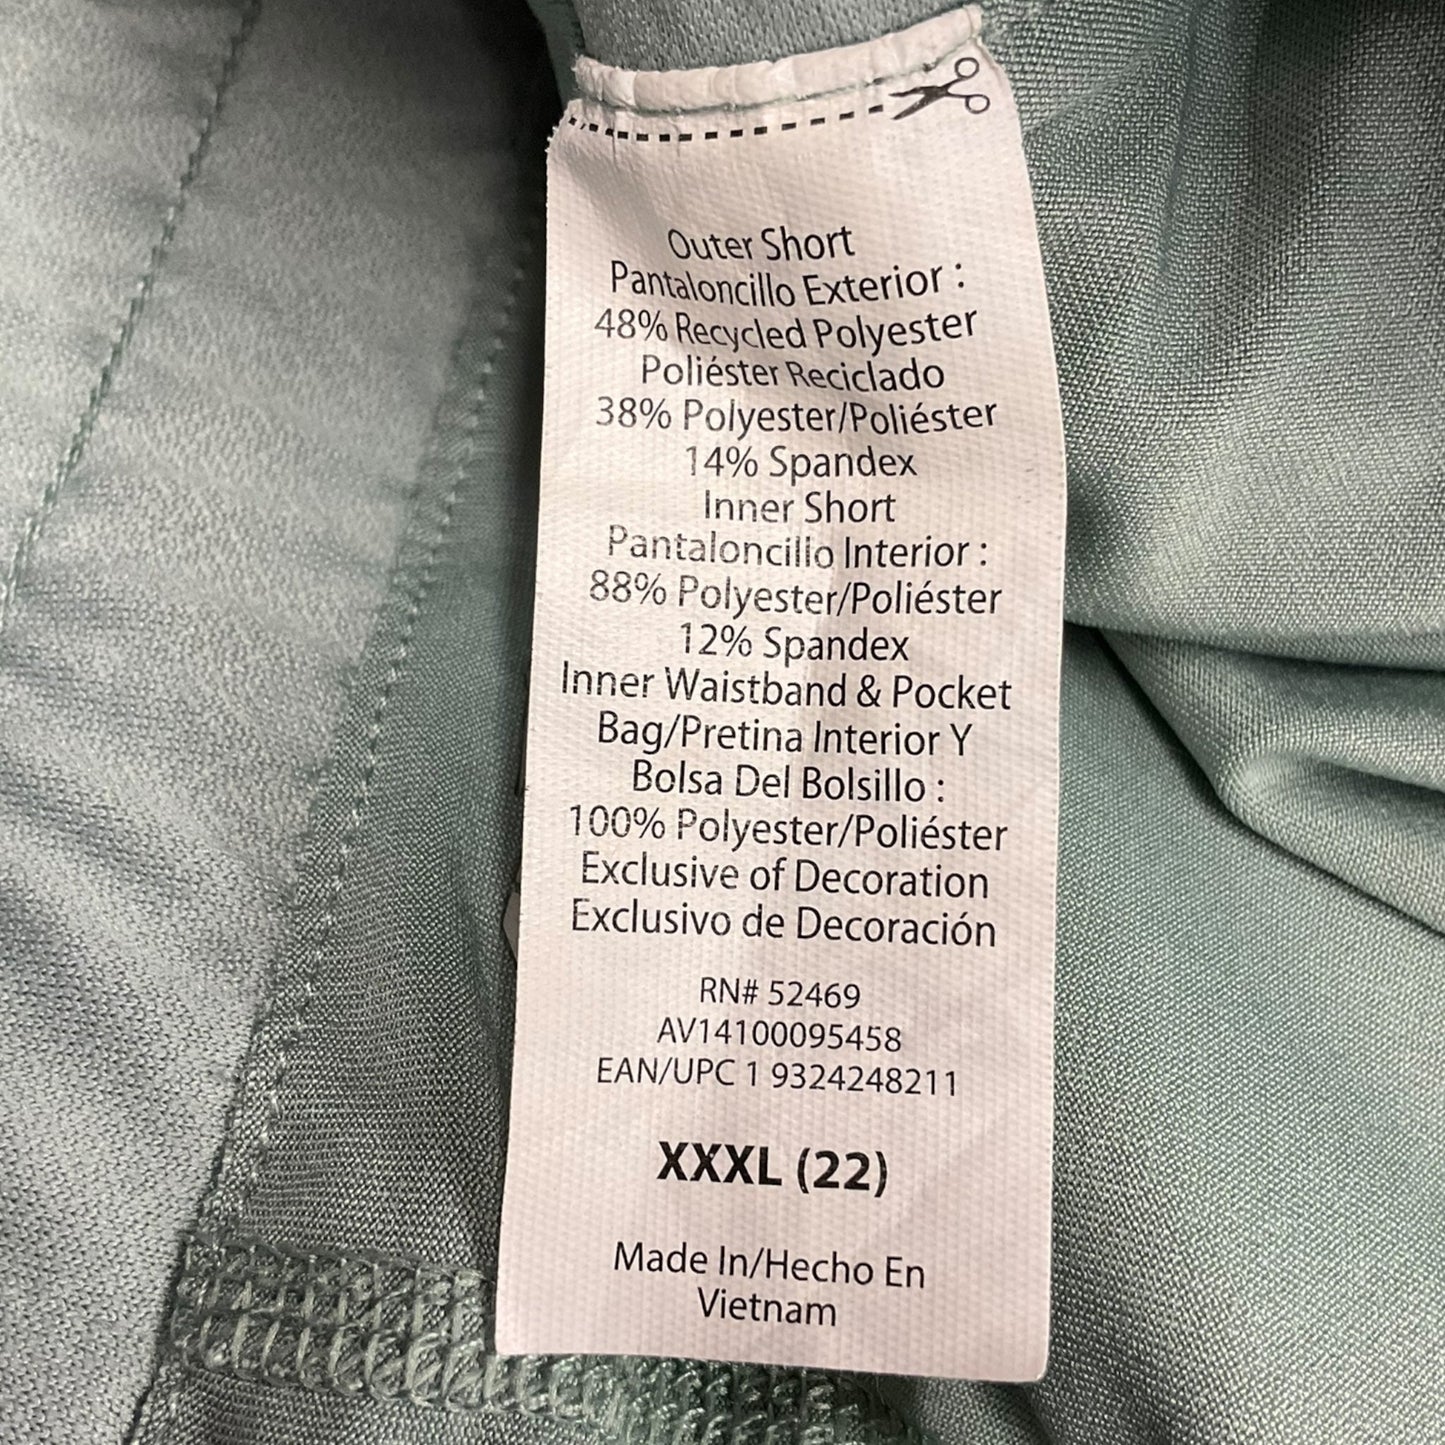 Outer Short
Pantaloncillo Exterior :
48% Recycled Polyester
Poliéster Reciclado
38% Polyester/Poliéster
14% Spandex
Inner Short
Pantaloncillo Interior :
88% Polyester/Poliéster
12% Spandex
Inner Waistband & Pocket
Bag/Pretina Interior Y
Bolsa Del Bolsillo :
100% Polyester/Poliéster
Exclusive of Decoration
Exclusivo de Decoración
RN# 52469
AV14100095458
EAN/UPC 1 9324248211
XXXL (22)
Made In/Hecho En
Vietnam